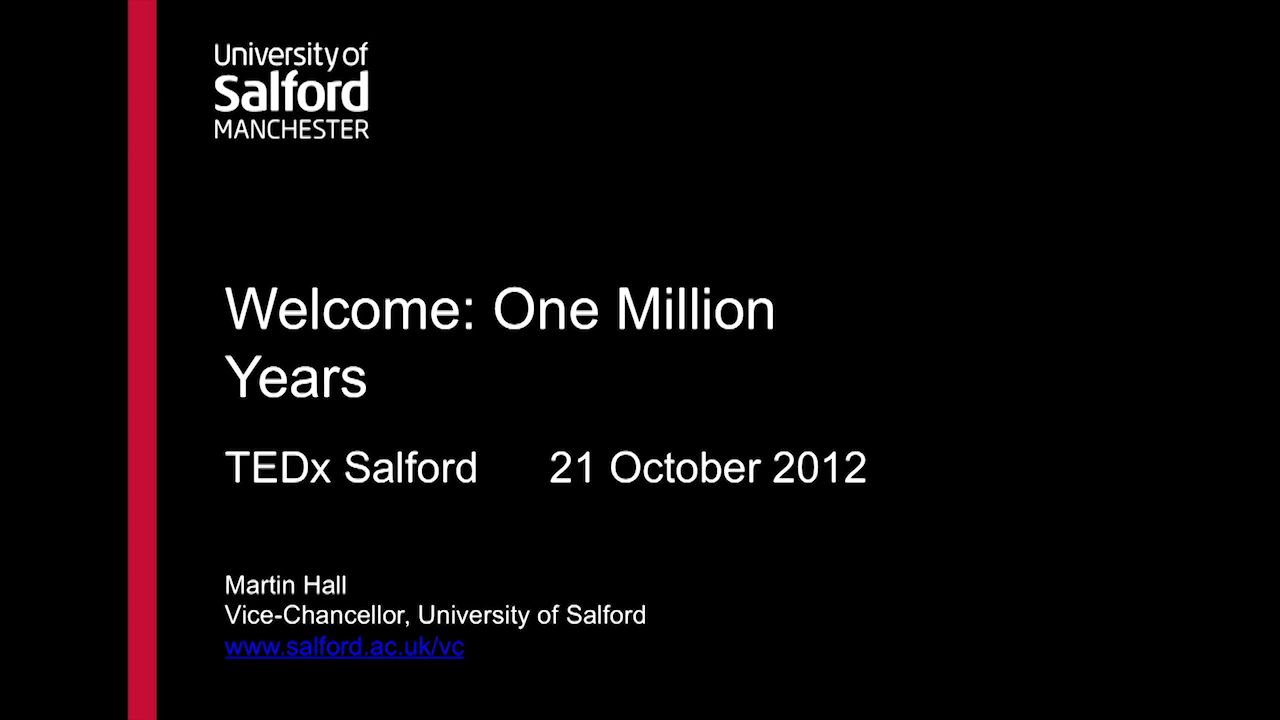 University of
Salford
MANCHESTER
Welcome: One Million
Years
TEDx Salford 21 October 2012
Martin Hall
Vice-Chancellor, University of Salford
www.salford.ac.uk/vc